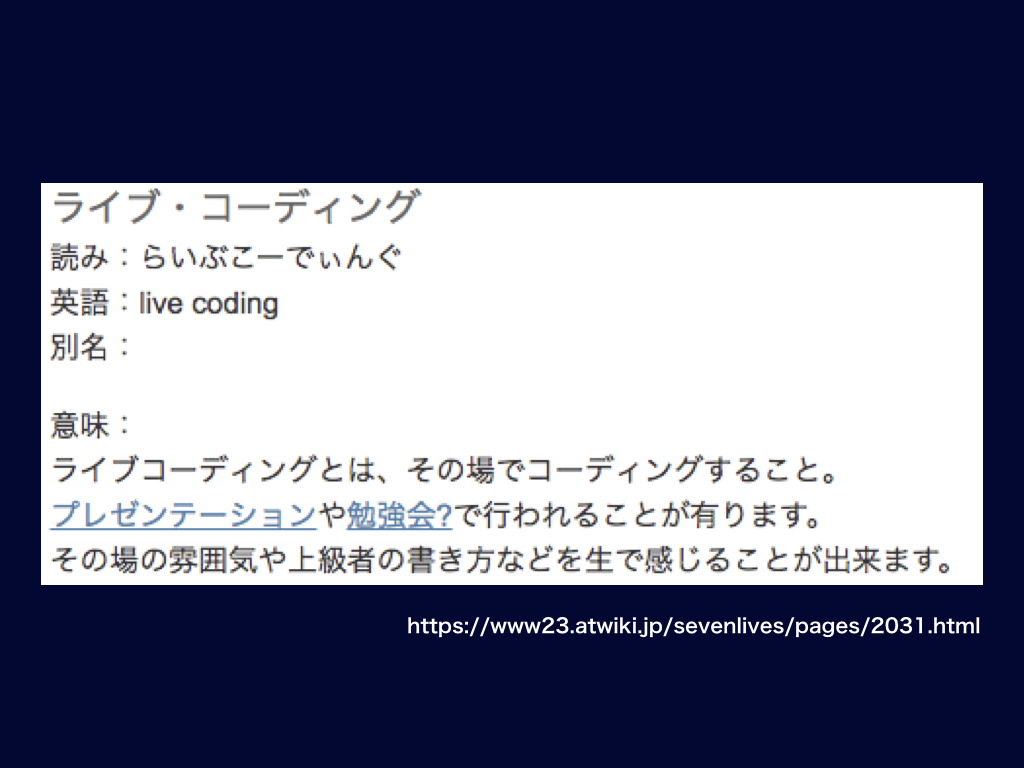 ライブ・コーディング
読み：らいぶこーでぃんぐ
英語：live coding
別名：
意味：
ライブコーディングとは、その場でコーディングすること。
プレゼンテーションや勉強会?で行われることが有ります。
その場の雰囲気や上級者の書き方などを生で感じることが出来ます。
https://www23.atwiki.jp/sevenlives/pages/2031.html